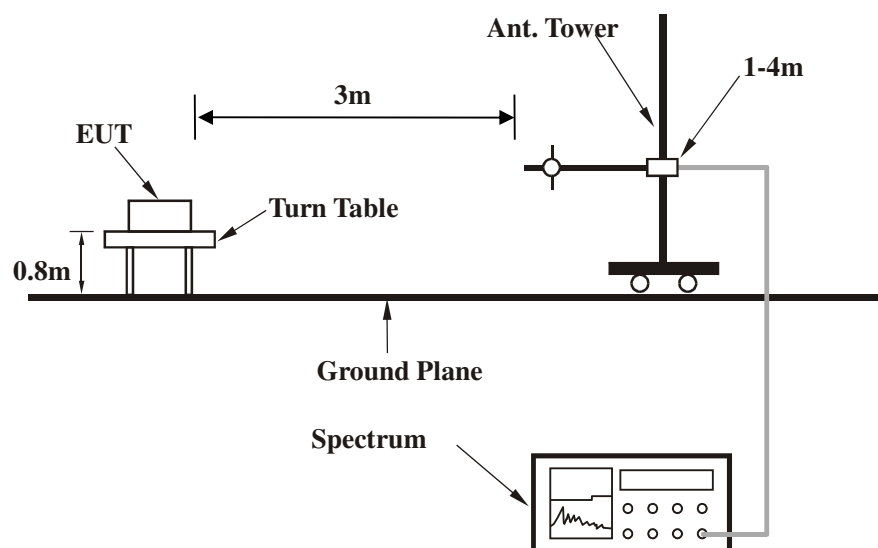 Ant. Tower
1-4m
3m
EUT
Turn Table
0.8m
Ground Plane
Spectrum